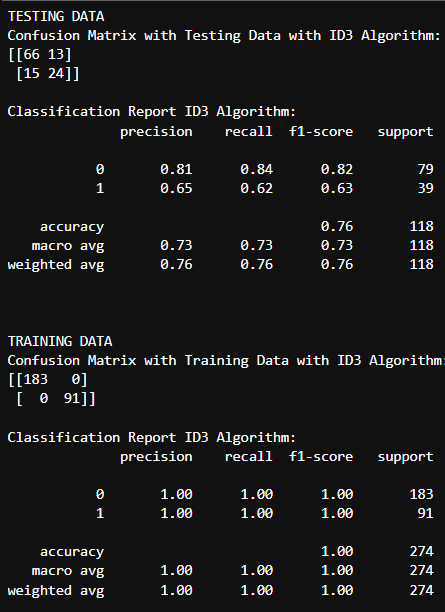 TESTING DATA
Confusion Matrix with Testing Data with ID3 Algorithm:
[[66 13]
 [15 24]]
Classification Report ID3 Algorithm:
              precision    recall  f1-score   support
           0       0.81      0.84      0.82        79
           1       0.65      0.62      0.63        39
    accuracy                           0.76       118
   macro avg       0.73      0.73      0.73       118
weighted avg       0.76      0.76      0.76       118
TRAINING DATA
Confusion Matrix with Training Data with ID3 Algorithm:
[[183   0]
 [  0  91]]
Classification Report ID3 Algorithm:
              precision    recall  f1-score   support
           0       1.00      1.00      1.00       183
           1       1.00      1.00      1.00        91
    accuracy                           1.00       274
   macro avg       1.00      1.00      1.00       274
weighted avg       1.00      1.00      1.00       274